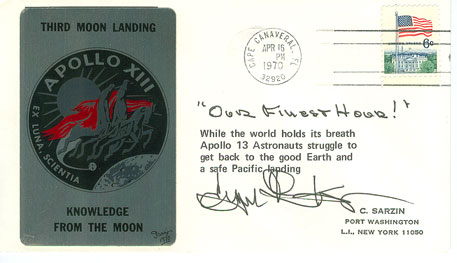 THIRD MOON LANDING
APOLLO XIII
EX LUNA, SCIENTIA
KNOWLEDGE
FROM THE MOON
CAPE CANAVERAL, FL
APR 15
PM
1970
32920
6c
"OUR FINEST HOUR!"
While the world holds its breath
Apollo 13 Astronauts struggle to
get back to the good Earth and
a safe Pacific landing
C. SARZIN
PORT WASHINGTON
L.I., NEW YORK 11050